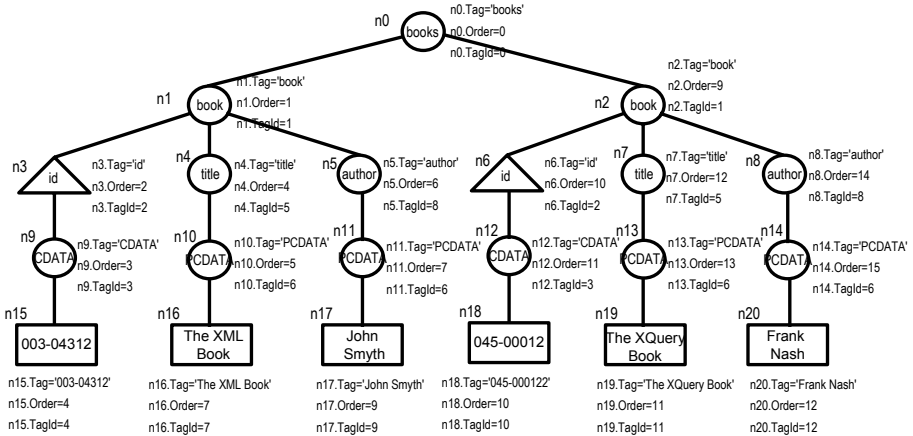 n0
books
n0.Tag='books'
n0.Order=0
n0.TagId=0
n1
book
n1.Tag='book'
n1.Order=1
n1.TagId=1
n2
book
n2.Tag='book'
n2.Order=9
n2.TagId=1
n3
id
n3.Tag='id'
n3.Order=2
n3.TagId=2
n4
title
n4.Tag='title'
n4.Order=4
n4.TagId=5
n5
author
n5.Tag='author'
n5.Order=6
n5.TagId=8
n6
id
n6.Tag='id'
n6.Order=10
n6.TagId=2
n7
title
n7.Tag='title'
n7.Order=12
n7.TagId=5
n8
author
n8.Tag='author'
n8.Order=14
n8.TagId=8
n9
CDATA
n9.Tag='CDATA'
n9.Order=3
n9.TagId=3
n10
PCDATA
n10.Tag='PCDATA'
n10.Order=5
n10.TagId=6
n11
PCDATA
n11.Tag='PCDATA'
n11.Order=7
n11.TagId=6
n12
CDATA
n12.Tag='CDATA'
n12.Order=11
n12.TagId=3
n13
PCDATA
n13.Tag='PCDATA'
n13.Order=13
n13.TagId=6
n14
PCDATA
n14.Tag='PCDATA'
n14.Order=15
n14.TagId=6
n15
003-04312
n16
The XML
Book
n17
John
Smyth
n18
045-00012
n19
The XQuery
Book
n20
Frank
Nash
n15.Tag='003-04312'
n15.Order=4
n15.TagId=4
n16.Tag='The XML Book'
n16.Order=7
n16.TagId=7
n17.Tag='John Smyth'
n17.Order=9
n17.TagId=9
n18.Tag='045-000122'
n18.Order=10
n18.TagId=10
n19.Tag='The XQuery Book'
n19.Order=11
n19.TagId=11
n20.Tag='Frank Nash'
n20.Order=12
n20.TagId=12